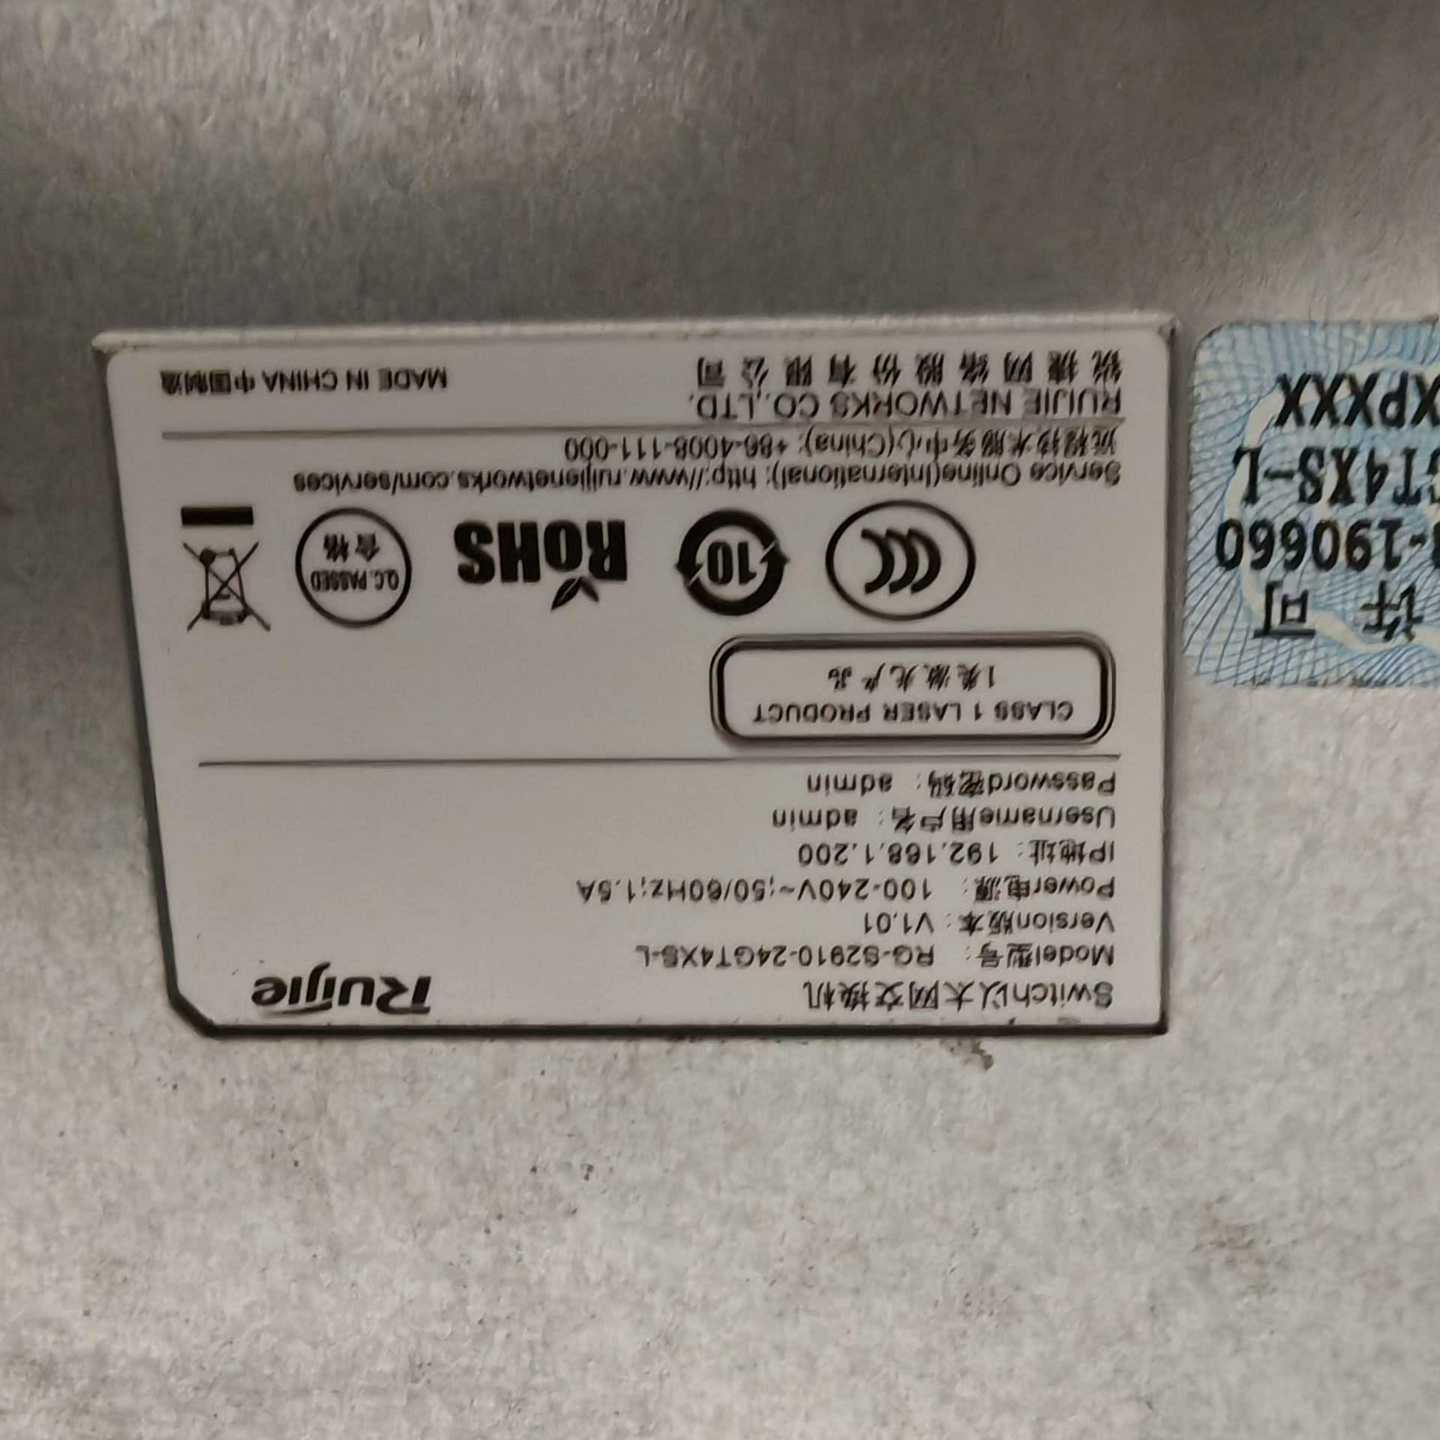 Ruijie
Switch以太网交换机
Model型号: RG-S2910-24GT4XS-L
Version版本: V1.01
Power电源: 100-240V~;50/60Hz;1.5A
IP地址: 192.168.1.200
Username用户名: admin
Password密码: admin
CLASS 1 LASER PRODUCT
1类激光产品
CCC
10
RoHS
Q.C. PASSED
合格
Service Online(International): http://www.ruijienetworks.com/services
远程技术服务中心(China): +86-4008-111-000
RUIJIE NETWORKS CO.,LTD.
锐捷网络股份有限公司
MADE IN CHINA 中国制造
许可
-190660
GT4XS-L
XPXXX